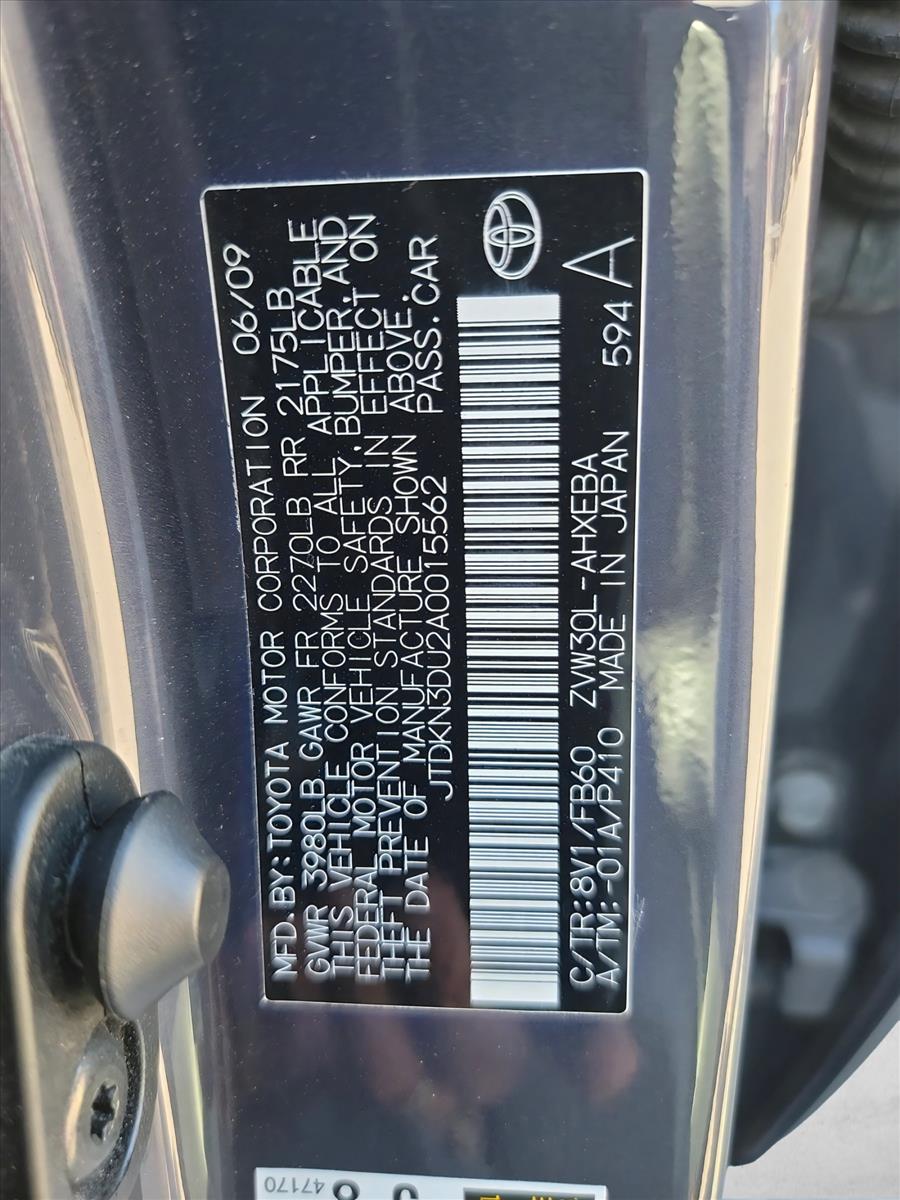 MFD.BY:TOYOTA MOTOR CORPORATION 06/09
GVWR 3980LB GAWR FR 2270LB RR 2175LB
THIS VEHICLE CONFORMS TO ALL APPLICABLE
FEDERAL MOTOR VEHICLE SAFETY,BUMPER,AND
THEFT PREVENTION STANDARDS IN EFFECT ON
THE DATE OF MANUFACTURE SHOWN ABOVE.
JTDKN3DU2A0015562 PASS.CAR
C/TR:8V1/FB60 ZVW30L-AHXEBA
A/TM:-01A/P410 MADE IN JAPAN 594 A
47170